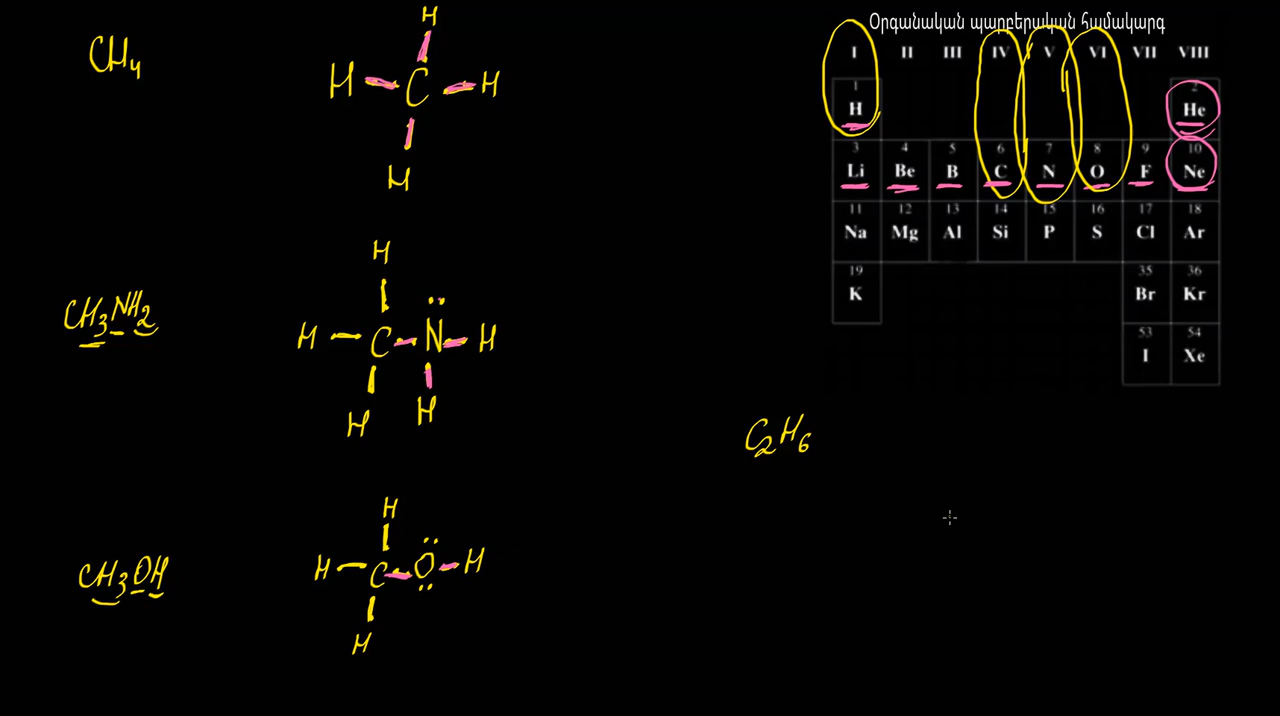 CH4
H
H C H
H
CH3NH2
H
H C N H
H H
CH3OH
H
H C O H
H
Օրգանական պարբերական համակարգ
I II III IV V VI VII VIII
1 2
H He
3 4 5 6 7 8 9 10
Li Be B C N O F Ne
11 12 13 14 15 16 17 18
Na Mg Al Si P S Cl Ar
19 35 36
K Br Kr
53 54
I Xe
C2H6